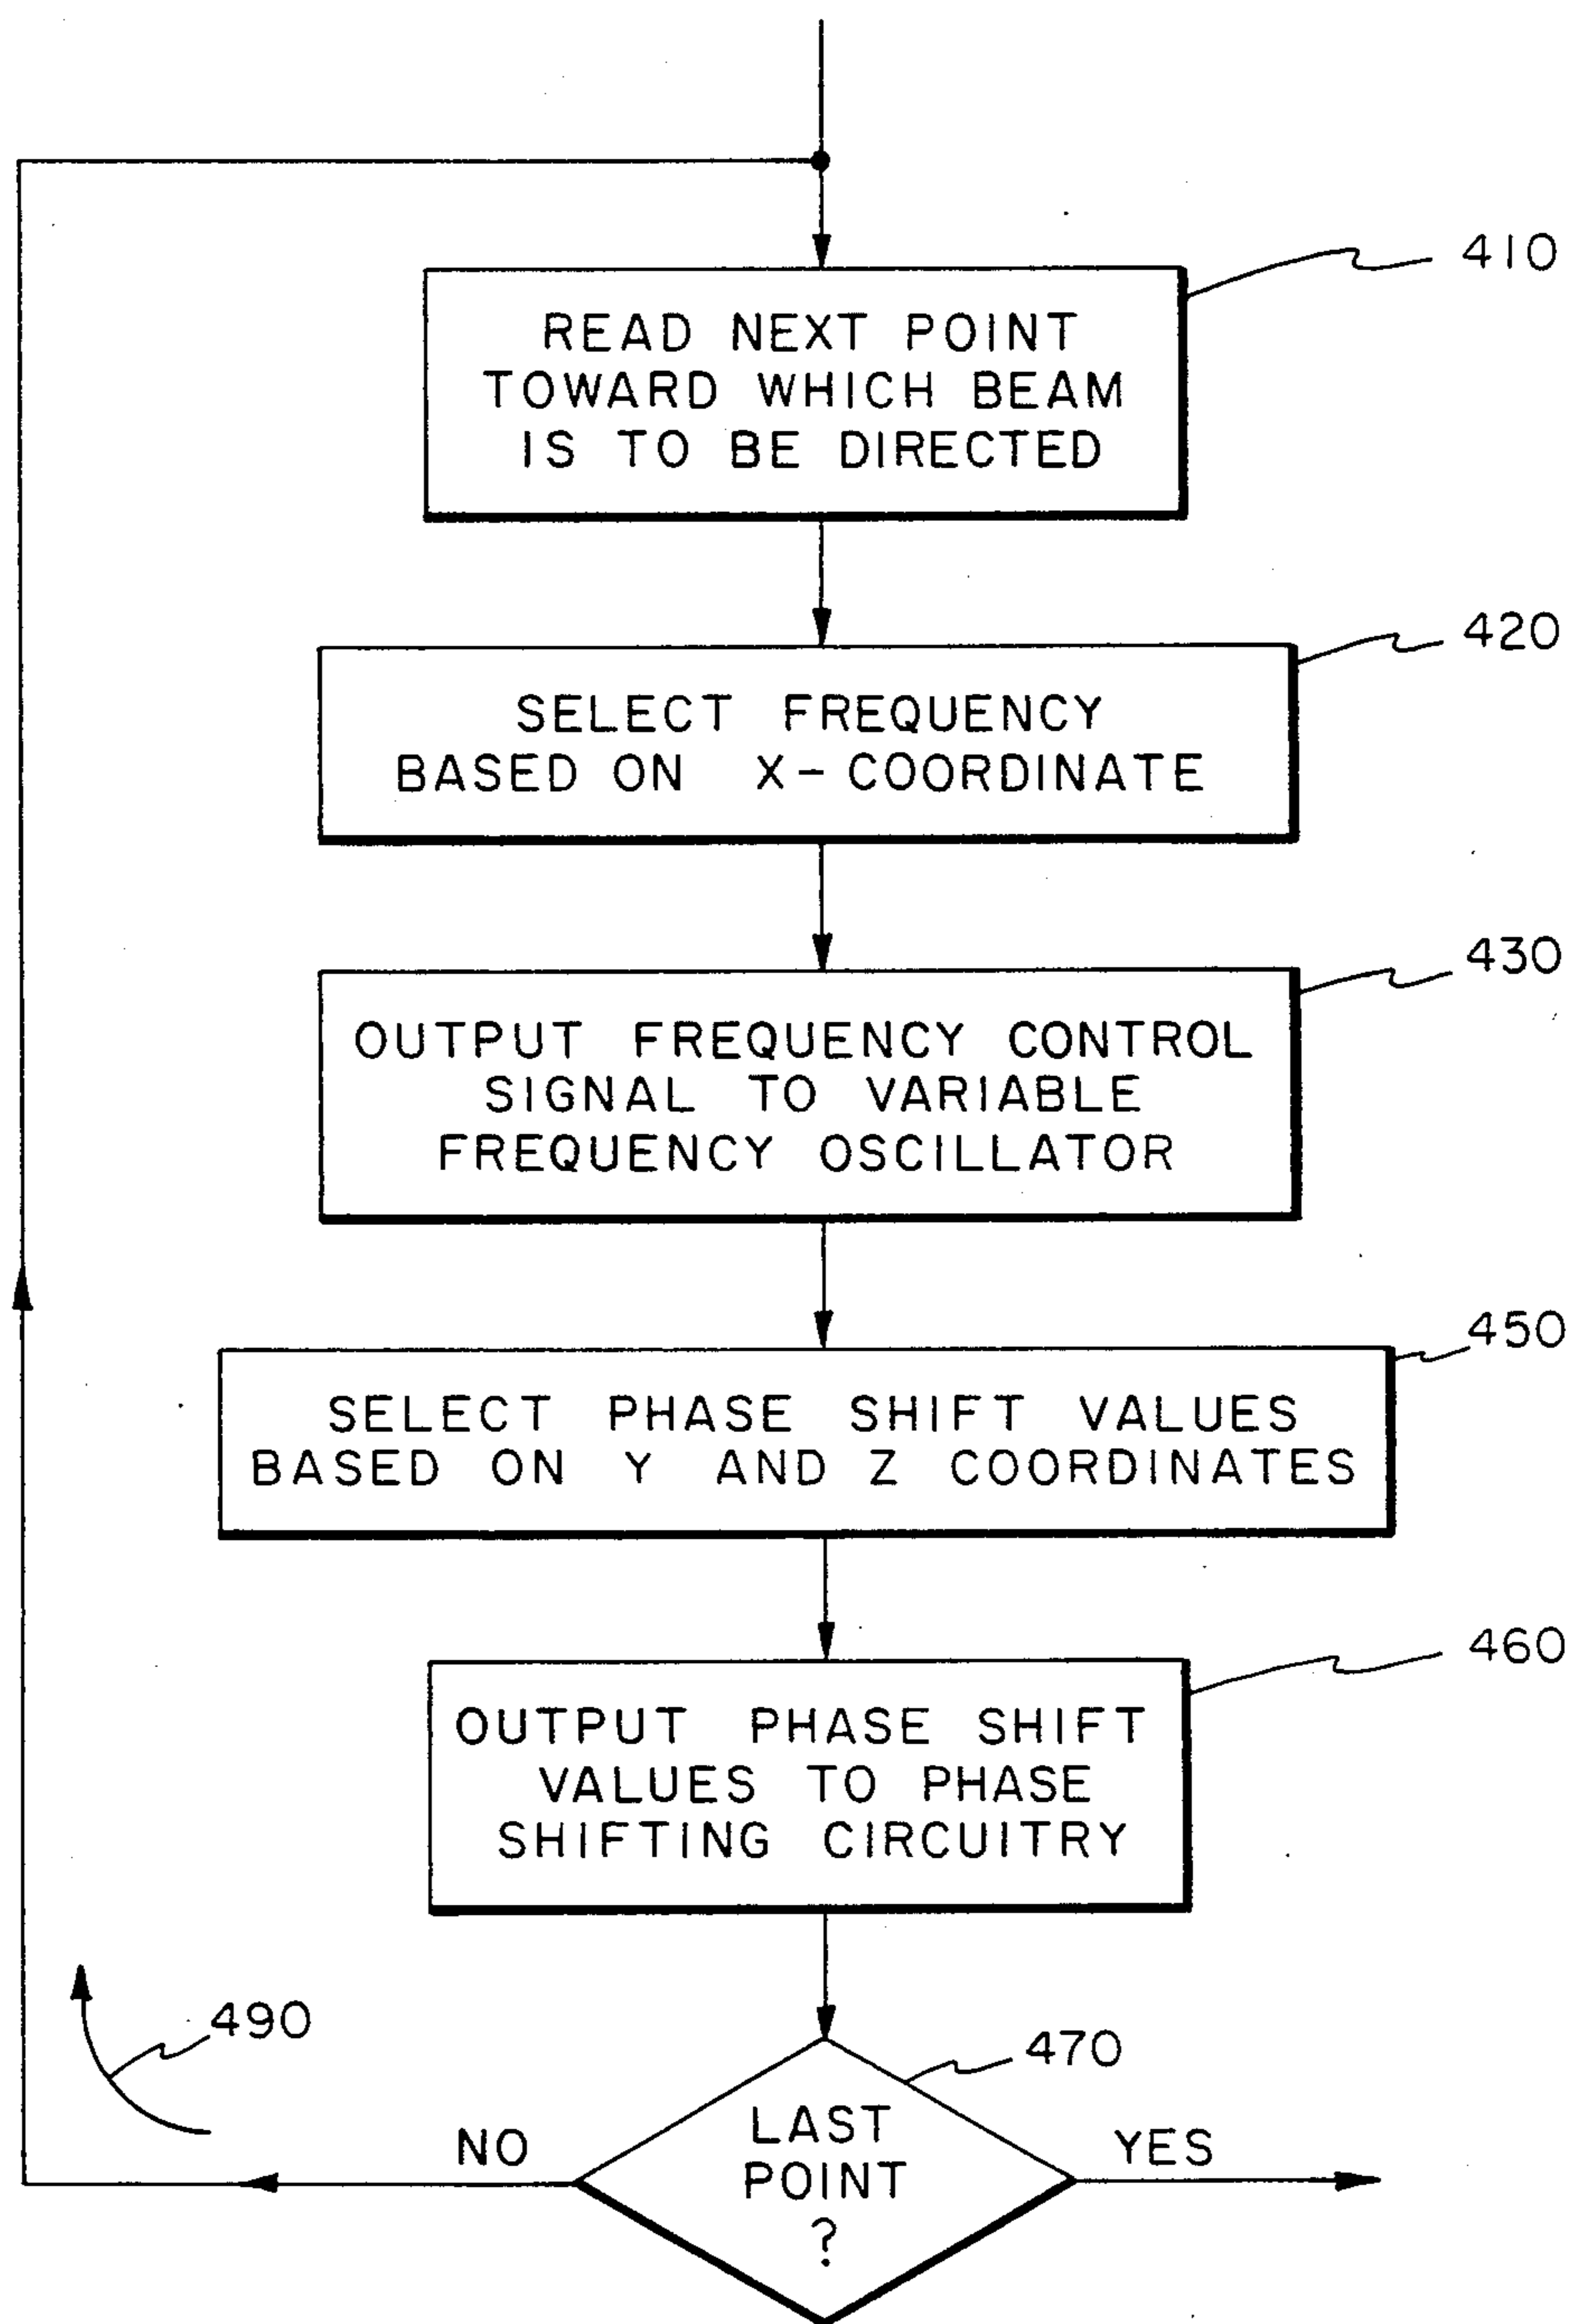 410
READ NEXT POINT
TOWARD WHICH BEAM
IS TO BE DIRECTED
420
SELECT FREQUENCY
BASED ON X-COORDINATE
430
OUTPUT FREQUENCY CONTROL
SIGNAL TO VARIABLE
FREQUENCY OSCILLATOR
450
SELECT PHASE SHIFT VALUES
BASED ON Y AND Z COORDINATES
460
OUTPUT PHASE SHIFT
VALUES TO PHASE
SHIFTING CIRCUITRY
490
470
LAST
POINT
?
NO
YES